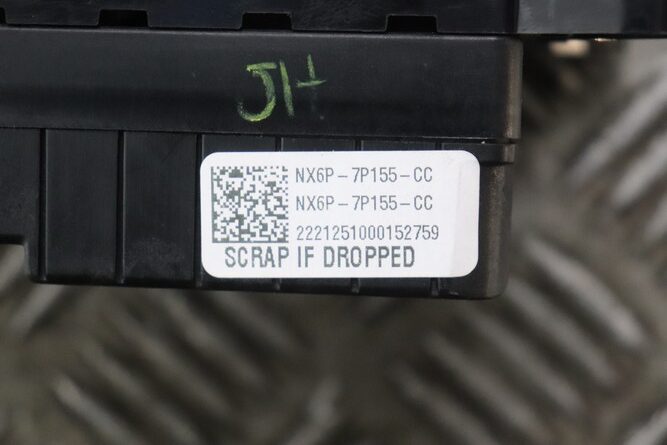 JH
NX6P-7P155-CC
NX6P-7P155-CC
2221251000152759
SCRAP IF DROPPED